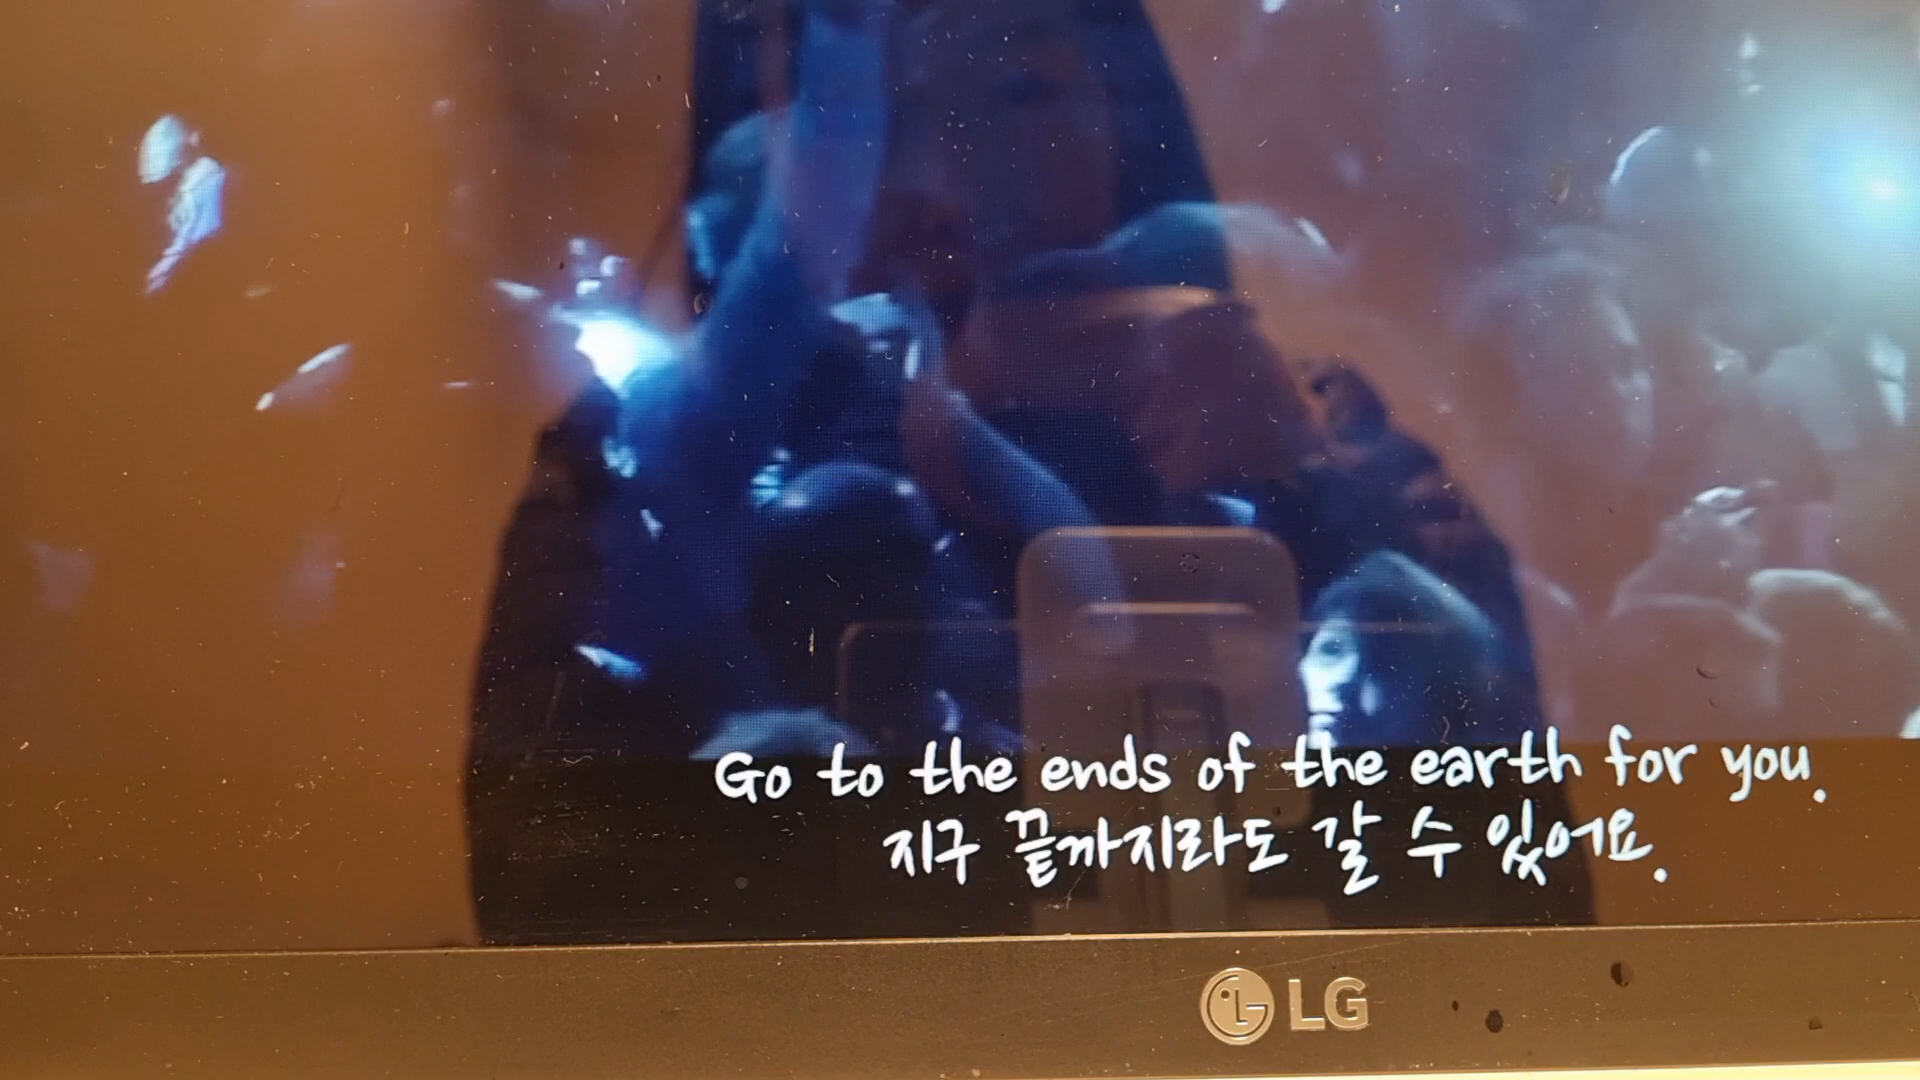 Go to the ends of the earth for you.
지구 끝까지라도 갈 수 있어요.
LG